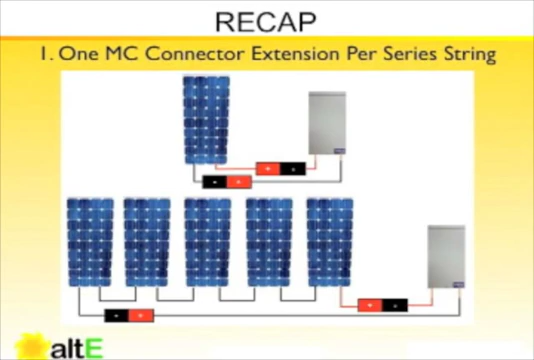 RECAP
1. One MC Connector Extension Per Series String
altE